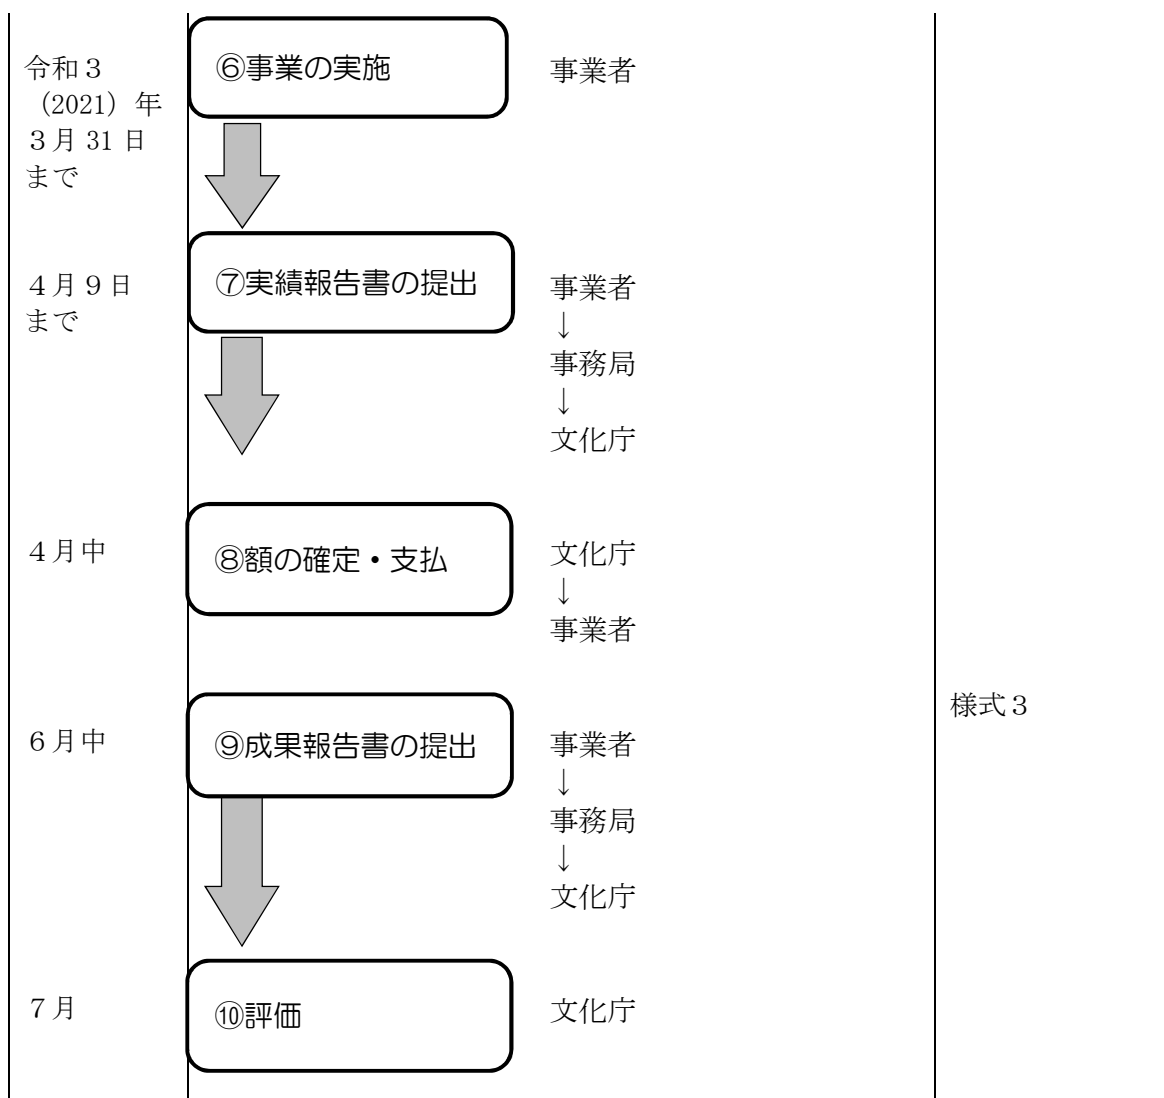 令和３
（2021）年
３月 31 日
まで
⑥事業の実施
事業者
４月９日
まで
⑦実績報告書の提出
事業者
↓
事務局
↓
文化庁
４月中
⑧額の確定・支払
文化庁
↓
事業者
６月中
⑨成果報告書の提出
事業者
↓
事務局
↓
文化庁
様式３
７月
⑩評価
文化庁